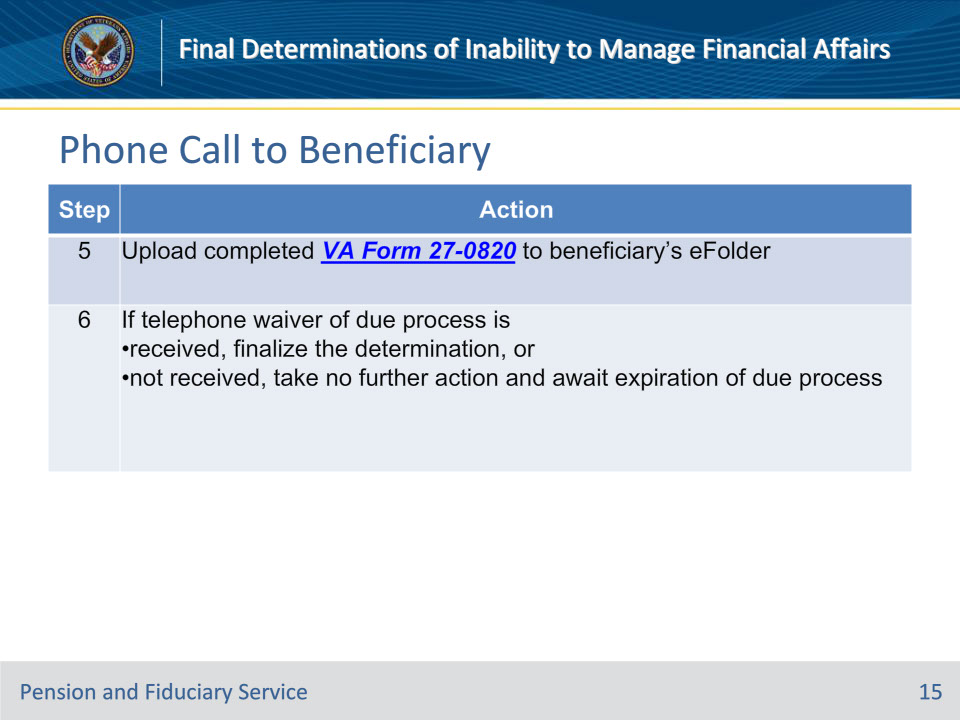 Final Determinations of Inability to Manage Financial Affairs
Phone Call to Beneficiary
Step Action
5 Upload completed VA Form 27-0820 to beneficiary’s eFolder
6 If telephone waiver of due process is
•received, finalize the determination, or
•not received, take no further action and await expiration of due process
Pension and Fiduciary Service 15